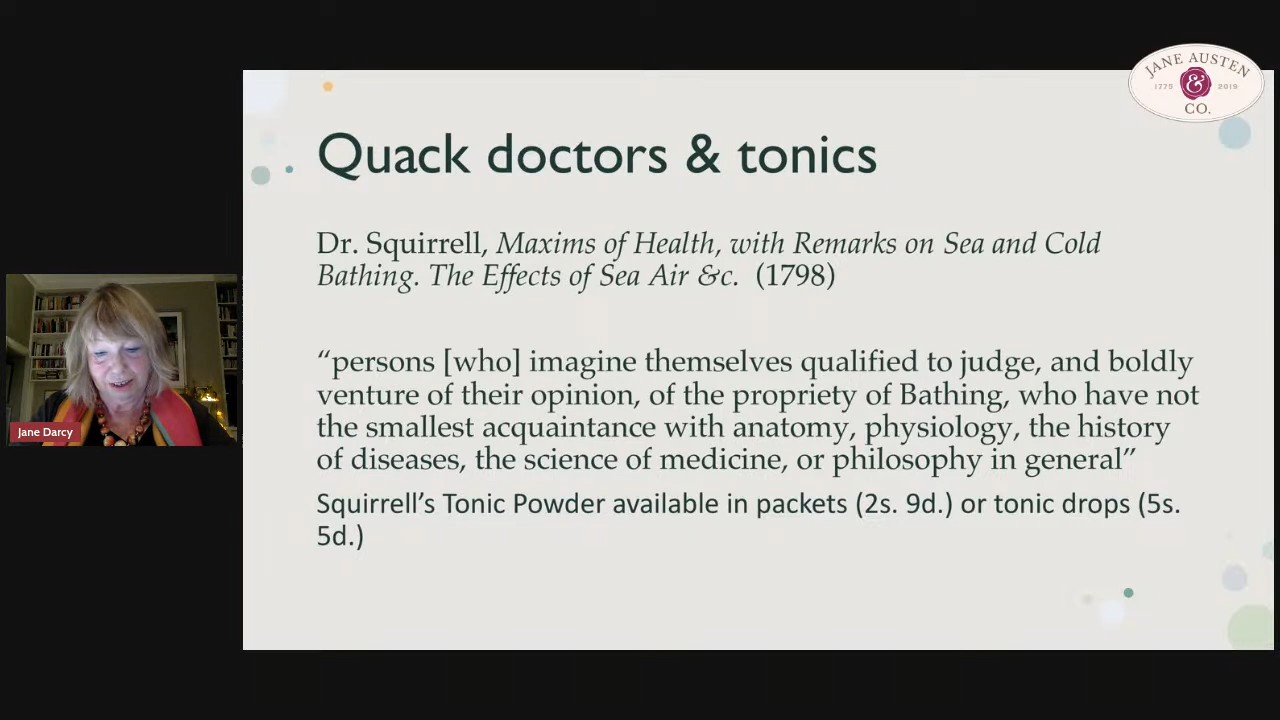 JANE AUSTEN
1775 & 2019
CO.
Quack doctors & tonics
Dr. Squirrell, Maxims of Health, with Remarks on Sea and Cold
Bathing. The Effects of Sea Air &c. (1798)
“persons [who] imagine themselves qualified to judge, and boldly
venture of their opinion, of the propriety of Bathing, who have not
the smallest acquaintance with anatomy, physiology, the history
of diseases, the science of medicine, or philosophy in general”
Squirrell’s Tonic Powder available in packets (2s. 9d.) or tonic drops (5s.
5d.)
Jane Darcy